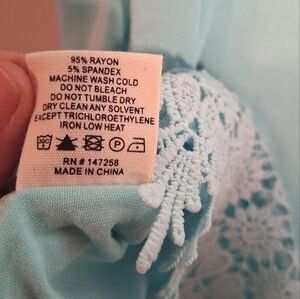 95% RAYON
5% SPANDEX
MACHINE WASH COLD
DO NOT BLEACH
DO NOT TUMBLE DRY
DRY CLEAN ANY SOLVENT
EXCEPT TRICHLOROETHYLENE
IRON LOW HEAT
RN # 147258
MADE IN CHINA